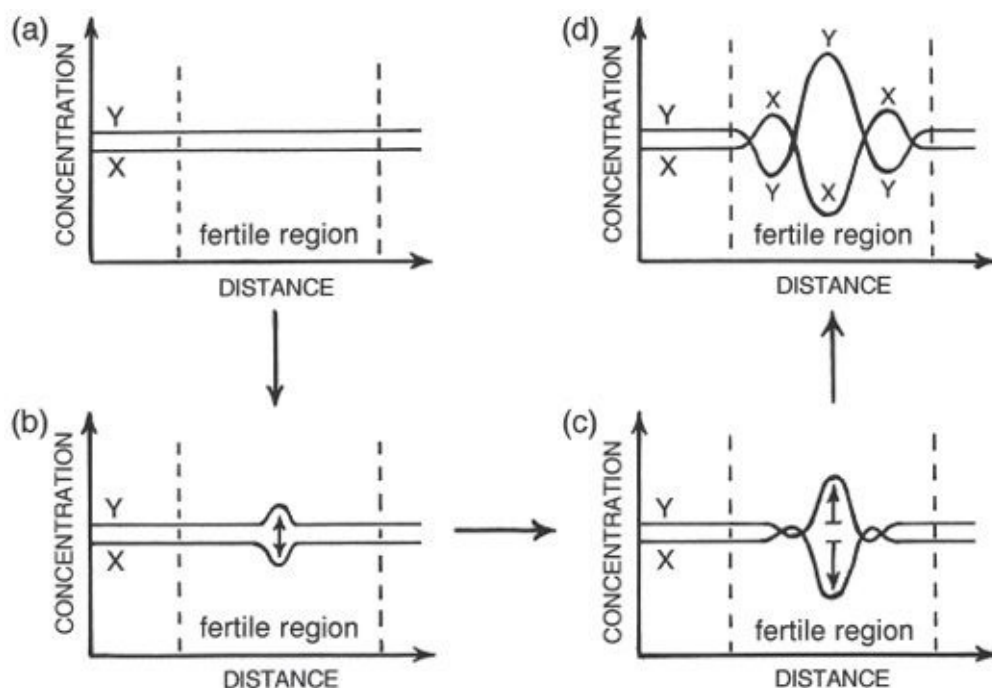 (a)
CONCENTRATION
Y
X
fertile region
DISTANCE
(d)
CONCENTRATION
Y
X
Y
X
X
Y
X
Y
fertile region
DISTANCE
(b)
CONCENTRATION
Y
X
fertile region
DISTANCE
(c)
CONCENTRATION
Y
X
fertile region
DISTANCE